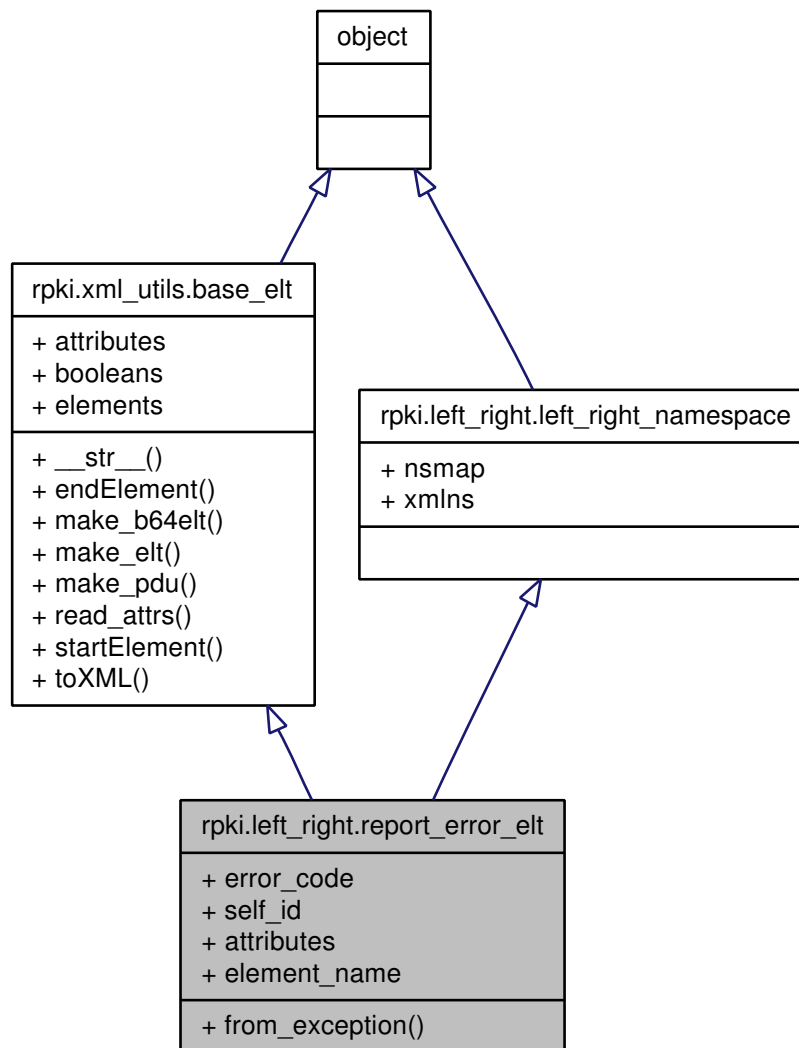 object
rpki.xml_utils.base_elt
+ attributes
+ booleans
+ elements
+ __str__()
+ endElement()
+ make_b64elt()
+ make_elt()
+ make_pdu()
+ read_attrs()
+ startElement()
+ toXML()
rpki.left_right.left_right_namespace
+ nsmap
+ xmlns
rpki.left_right.report_error_elt
+ error_code
+ self_id
+ attributes
+ element_name
+ from_exception()